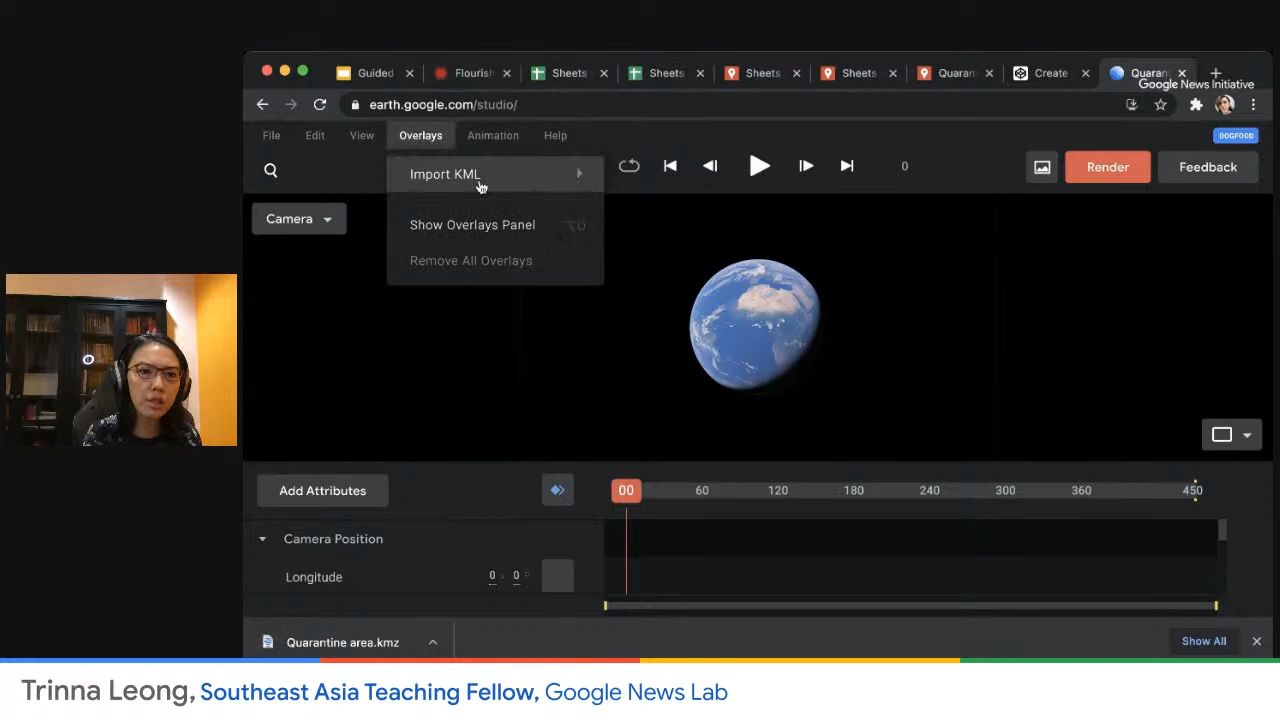 Guided
Flourish
Sheets
Sheets
Sheets
Sheets
Quaran
Create
Quaran
Google News Initiative
earth.google.com/studio/
File
Edit
View
Overlays
Animation
Help
DOGFOOD
Import KML
0
Render
Feedback
Show Overlays Panel
Camera
Remove All Overlays
Add Attributes
00
60
120
180
240
300
360
450
Camera Position
Longitude
0 x 0 °
Quarantine area.kmz
Show All
Trinna Leong, Southeast Asia Teaching Fellow, Google News Lab